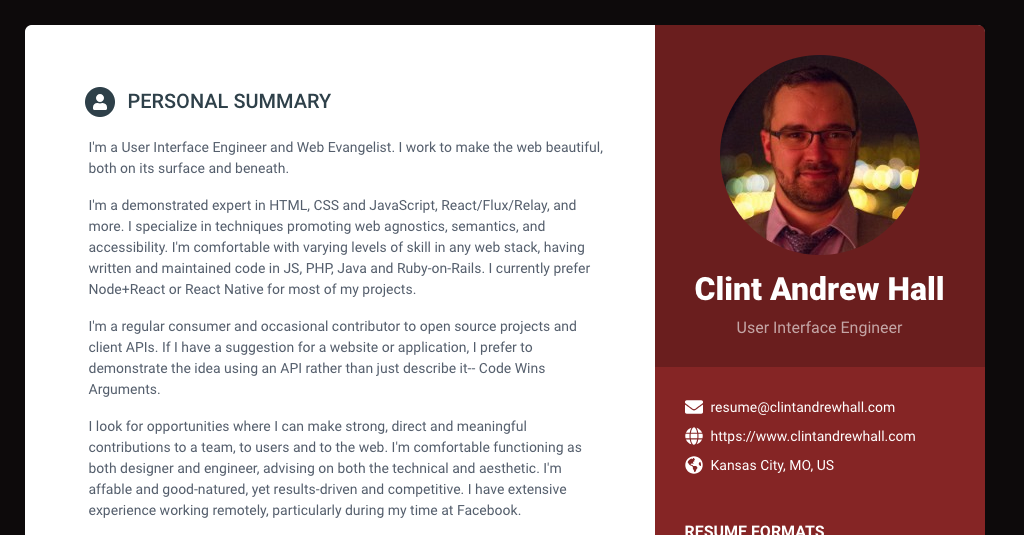 PERSONAL SUMMARY
I'm a User Interface Engineer and Web Evangelist. I work to make the web beautiful,
both on its surface and beneath.
I'm a demonstrated expert in HTML, CSS and JavaScript, React/Flux/Relay, and
more. I specialize in techniques promoting web agnostics, semantics, and
accessibility. I'm comfortable with varying levels of skill in any web stack, having
written and maintained code in JS, PHP, Java and Ruby-on-Rails. I currently prefer
Node+React or React Native for most of my projects.
I'm a regular consumer and occasional contributor to open source projects and
client APIs. If I have a suggestion for a website or application, I prefer to
demonstrate the idea using an API rather than just describe it-- Code Wins
Arguments.
I look for opportunities where I can make strong, direct and meaningful
contributions to a team, to users and to the web. I'm comfortable functioning as
both designer and engineer, advising on both the technical and aesthetic. I'm
affable and good-natured, yet results-driven and competitive. I have extensive
experience working remotely, particularly during my time at Facebook.
Clint Andrew Hall
User Interface Engineer
resume@clintandrewhall.com
https://www.clintandrewhall.com
Kansas City, MO, US
RESUME FORMATS